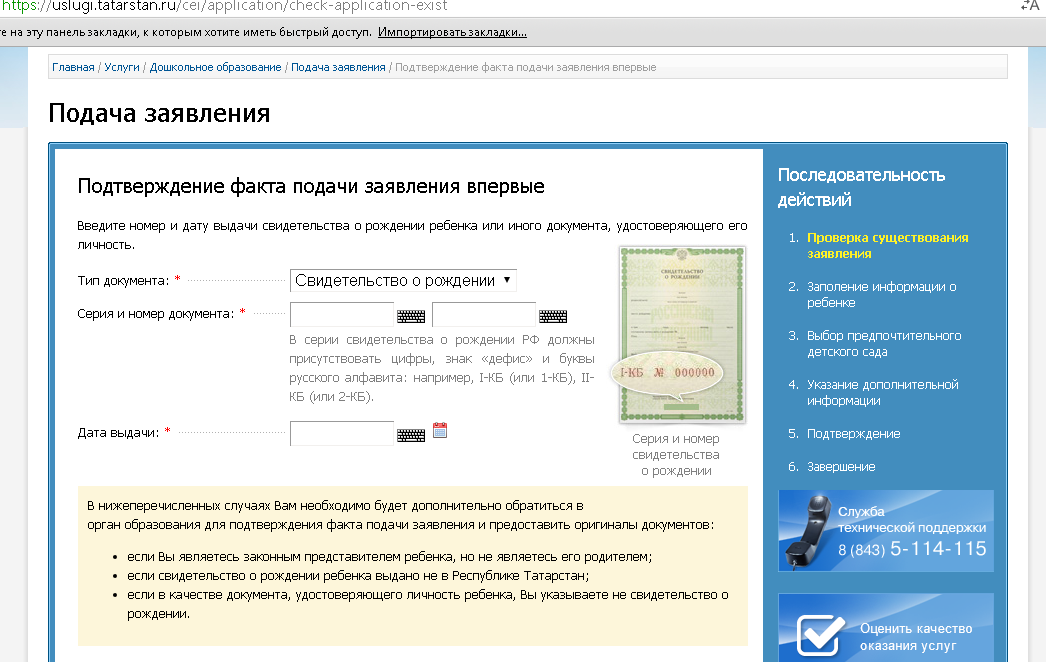 https://uslugi.tatarstan.ru/cei/application/check-application-exist
те на эту панель закладки, к которым хотите иметь быстрый доступ. Импортировать закладки...
Главная / Услуги / Дошкольное образование / Подача заявления / Подтверждение факта подачи заявления впервые
Подача заявления
Подтверждение факта подачи заявления впервые
Введите номер и дату выдачи свидетельства о рождении ребенка или иного документа, удостоверяющего его
личность.
Тип документа: *
Свидетельство о рождении
Серия и номер документа: *
В серии свидетельства о рождении РФ должны
присутствовать цифры, знак «дефис» и буквы
русского алфавита: например, I-КБ (или 1-КБ), II-
КБ (или 2-КБ).
Дата выдачи: *
СВИДЕТЕЛЬСТВО
О РОЖДЕНИИ
I-КБ № 000000
Серия и номер
свидетельства
о рождении
В нижеперечисленных случаях Вам необходимо будет дополнительно обратиться в
орган образования для подтверждения факта подачи заявления и предоставить оригиналы документов:
• если Вы являетесь законным представителем ребенка, но не являетесь его родителем;
• если свидетельство о рождении ребенка выдано не в Республике Татарстан;
• если в качестве документа, удостоверяющего личность ребенка, Вы указываете не свидетельство о
рождении.
Последовательность
действий
1. Проверка существования
заявления
2. Заполение информации о
ребенке
3. Выбор предпочтительного
детского сада
4. Указание дополнительной
информации
5. Подтверждение
6. Завершение
Служба
технической поддержки
8 (843) 5-114-115
Оценить качество
оказания услуг